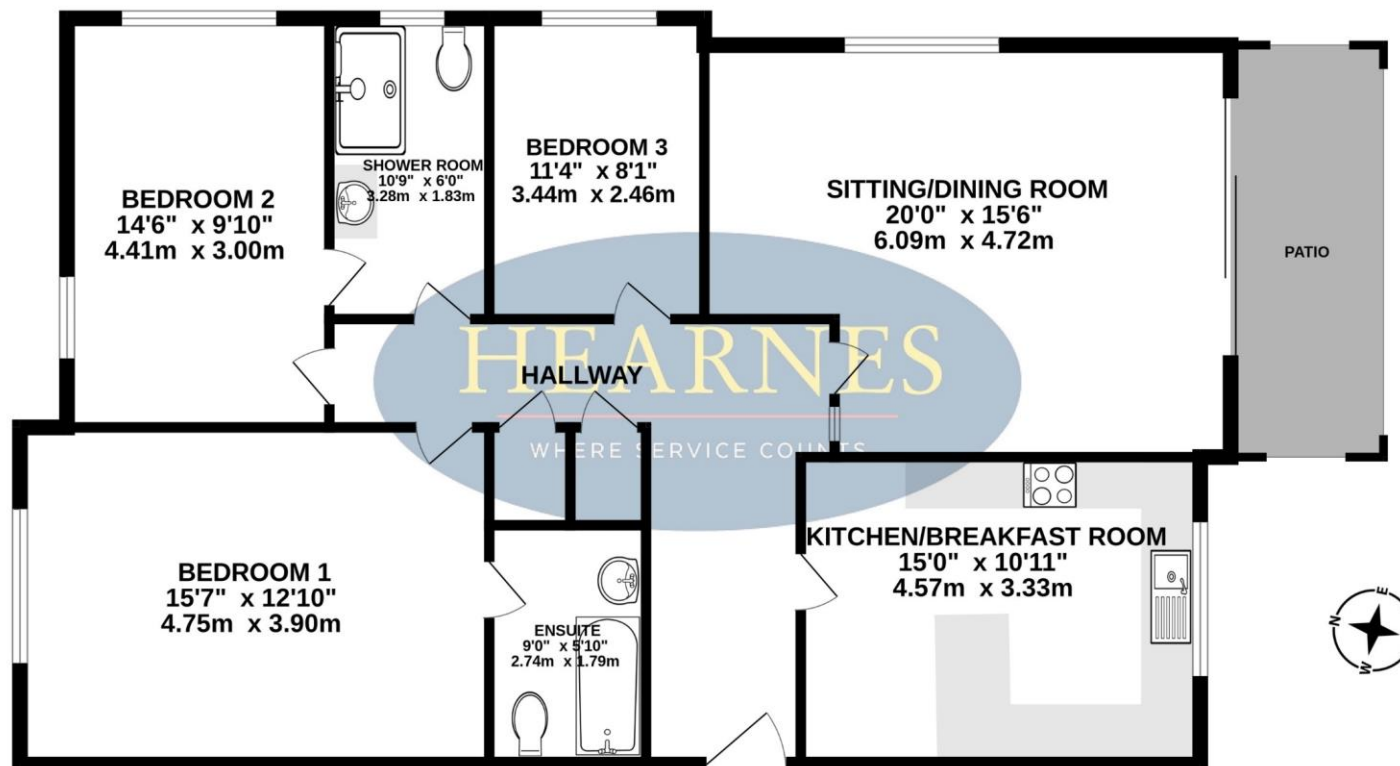 BEDROOM 2
14'6" x 9'10"
4.41m x 3.00m
SHOWER ROOM
10'9" x 6'0"
3.28m x 1.83m
BEDROOM 3
11'4" x 8'1"
3.44m x 2.46m
SITTING/DINING ROOM
20'0" x 15'6"
6.09m x 4.72m
PATIO
HEARNES
HALLWAY
WHERE SERVICE COUNTS
BEDROOM 1
15'7" x 12'10"
4.75m x 3.90m
ENSUITE
9'0" x 5'10"
2.74m x 1.79m
KITCHEN/BREAKFAST ROOM
15'0" x 10'11"
4.57m x 3.33m
N
E
W